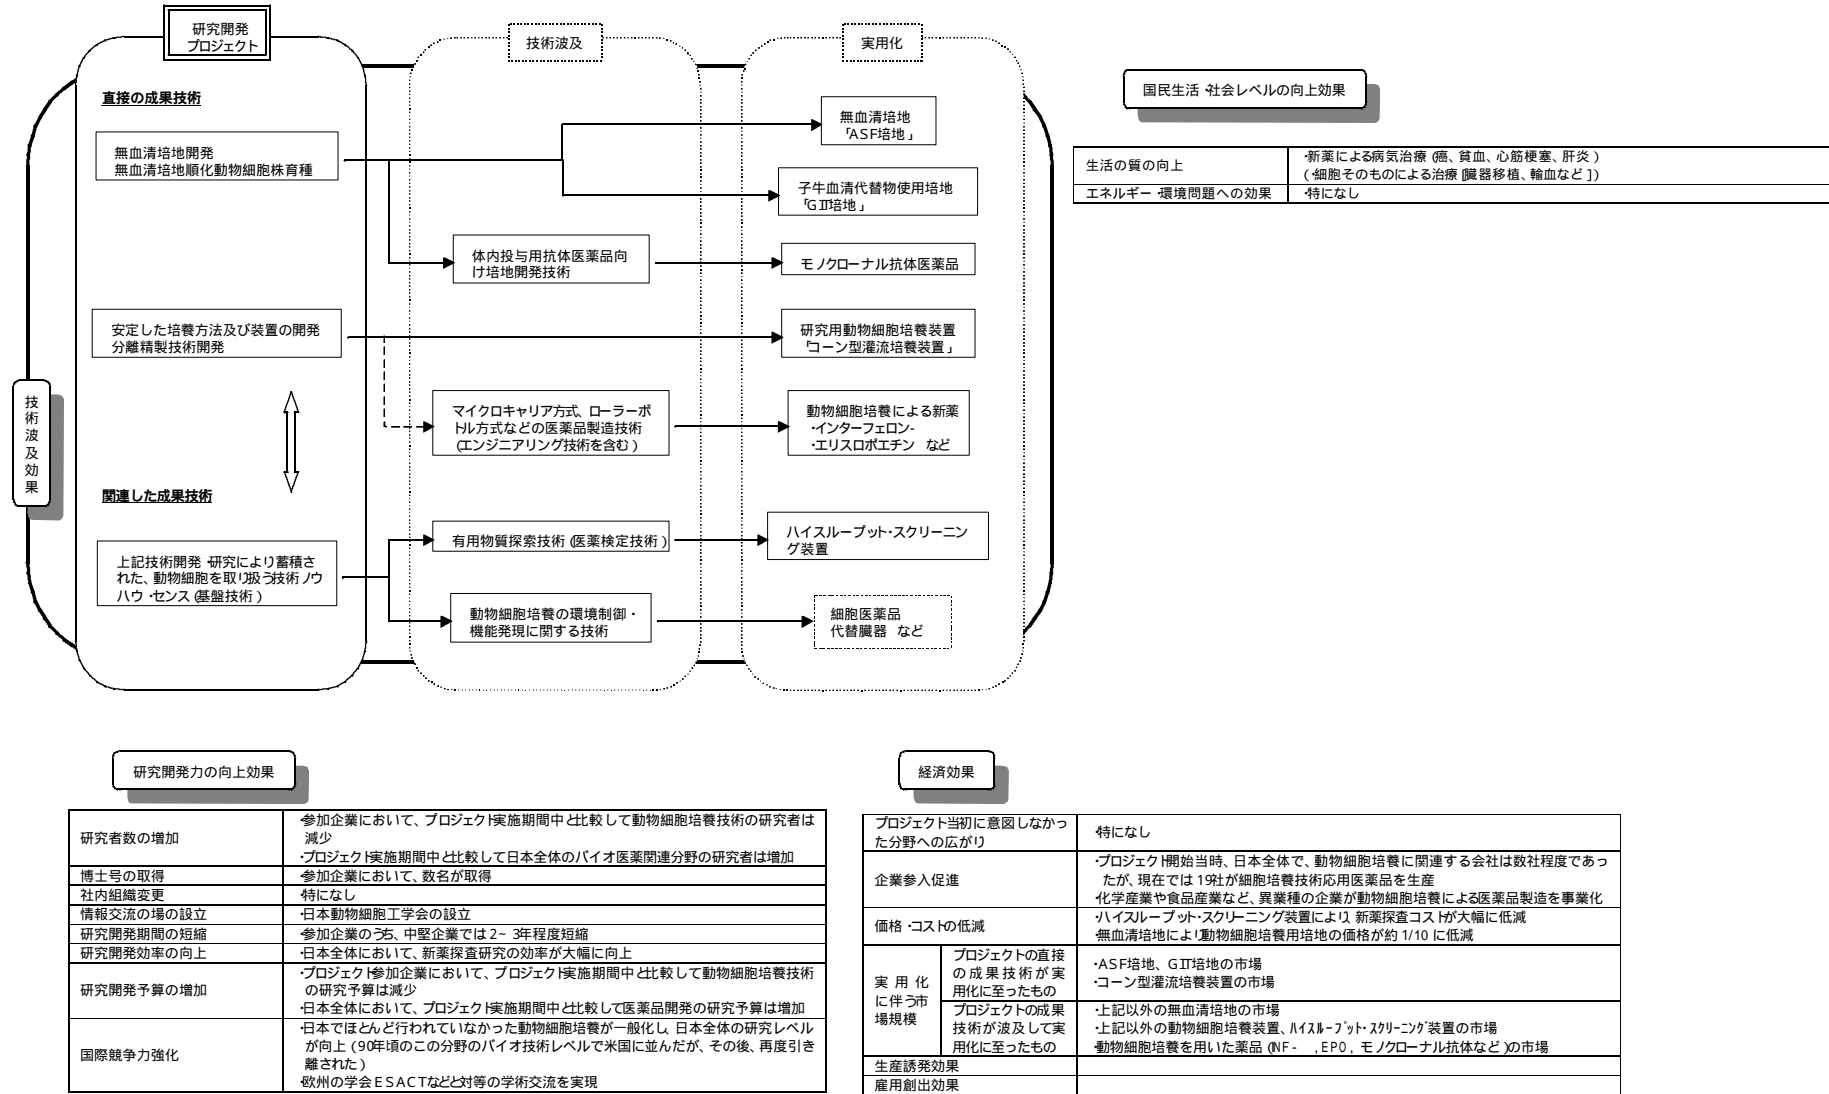 研究開発
プロジェクト
技術波及
実用化
国民生活・社会レベルの向上効果
直接の成果技術
無血清培地開発
無血清培地順化動物細胞株育種
無血清培地
「ASF培地」
子牛血清代替物使用培地
「GIT培地」
体内投与用抗体医薬品向
け培地開発技術
モノクローナル抗体医薬品
安定した培養方法及び装置の開発
分離精製技術開発
研究用動物細胞培養装置
「コーン型灌流培養装置」
マイクロキャリア方式、ローラーボ
トル方式などの医薬品製造技術
(エンジニアリング技術を含む)
動物細胞培養による新薬
・インターフェロン-
・エリスロポエチン など
技術波及効果
関連した成果技術
上記技術開発・研究により蓄積さ
れた、動物細胞を取り扱う技術ノウ
ハウ・センス(基盤技術)
有用物質探索技術(医薬検定技術)
ハイスループット・スクリーニン
グ装置
動物細胞培養の環境制御・
機能発現に関する技術
細胞医薬品
代替臓器 など
生活の質の向上
・新薬による病気治療(癌、貧血、心筋梗塞、肝炎)
(・細胞そのものによる治療[臓器移植、輸血など])
エネルギー・環境問題への効果
・特になし
研究開発力の向上効果
研究者数の増加
・参加企業において、プロジェクト実施期間中と比較して動物細胞培養技術の研究者は
減少
・プロジェクト実施期間中と比較して日本全体のバイオ医薬関連分野の研究者は増加
博士号の取得
・参加企業において、数名が取得
社内組織変更
・特になし
情報交流の場の設立
・日本動物細胞工学会の設立
研究開発期間の短縮
・参加企業のうち、中堅企業では2~3年程度短縮
研究開発効率の向上
・日本全体において、新薬探査研究の効率が大幅に向上
研究開発予算の増加
・プロジェクト参加企業において、プロジェクト実施期間中と比較して動物細胞培養技術
の研究予算は減少
・日本全体において、プロジェクト実施期間中と比較して医薬品開発の研究予算は増加
国際競争力強化
・日本でほとんど行われていなかった動物細胞培養が一般化し、日本全体の研究レベル
が向上(90年頃のこの分野のバイオ技術レベルで米国に並んだが、その後、再度引き
離された)
・欧州の学会ESACTなどと対等の学術交流を実現
経済効果
プロジェクト当初に意図しなかっ
た分野への広がり
・特になし
企業参入促進
・プロジェクト開始当時、日本全体で、動物細胞培養に関連する会社は数社程度であっ
たが、現在では19社が細胞培養技術応用医薬品を生産
・化学産業や食品産業など、異業種の企業が動物細胞培養による医薬品製造を事業化
価格・コストの低減
・ハイスループット・スクリーニング装置により、新薬探査コストが大幅に低減
・無血清培地により動物細胞培養用培地の価格が約1/10に低減
実用化
に伴う市
場規模
プロジェクトの直接
の成果技術が実
用化に至ったもの
・ASF培地、GIT培地の市場
・コーン型灌流培養装置の市場
プロジェクトの成果
技術が波及して実
用化に至ったもの
・上記以外の無血清培地の市場
・上記以外の動物細胞培養装置、ハイスループット・スクリーニング装置の市場
・動物細胞培養を用いた薬品(INF- ,EPO, モノクローナル抗体など)の市場
生産誘発効果
雇用創出効果